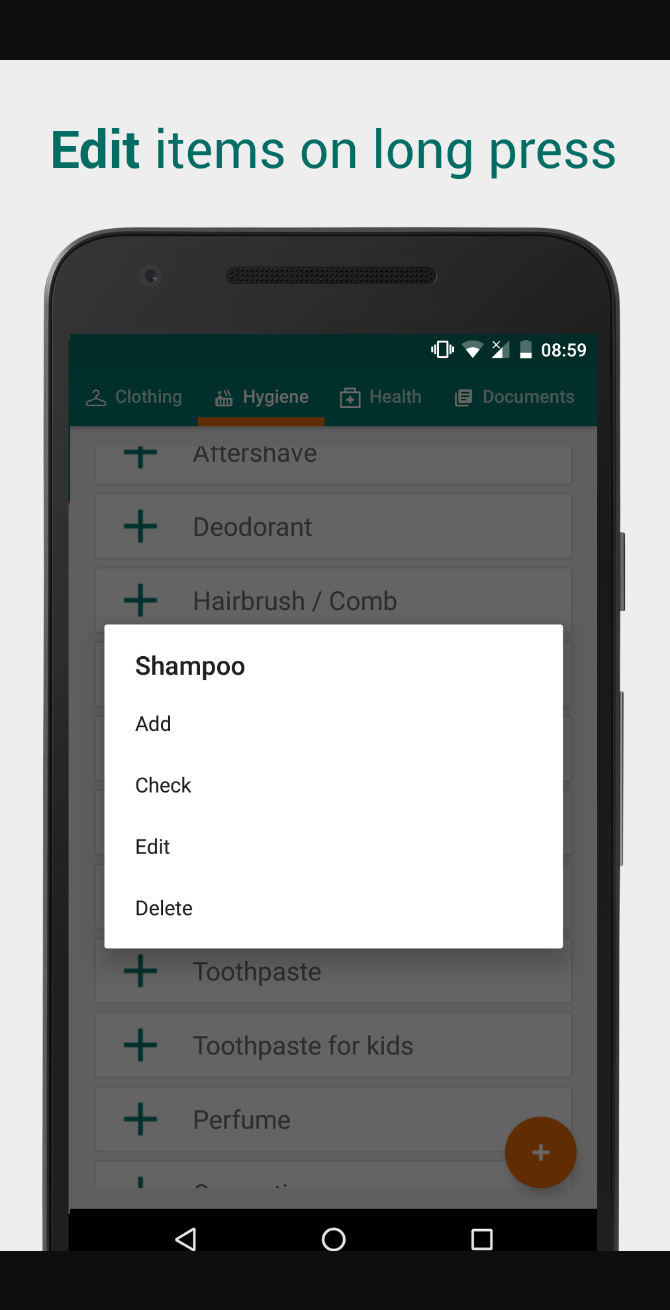 Edit items on long press
08:59
Clothing Hygiene Health Documents
Aftershave
Deodorant
Hairbrush / Comb
Shampoo
Add
Check
Edit
Delete
Toothpaste
Toothpaste for kids
Perfume